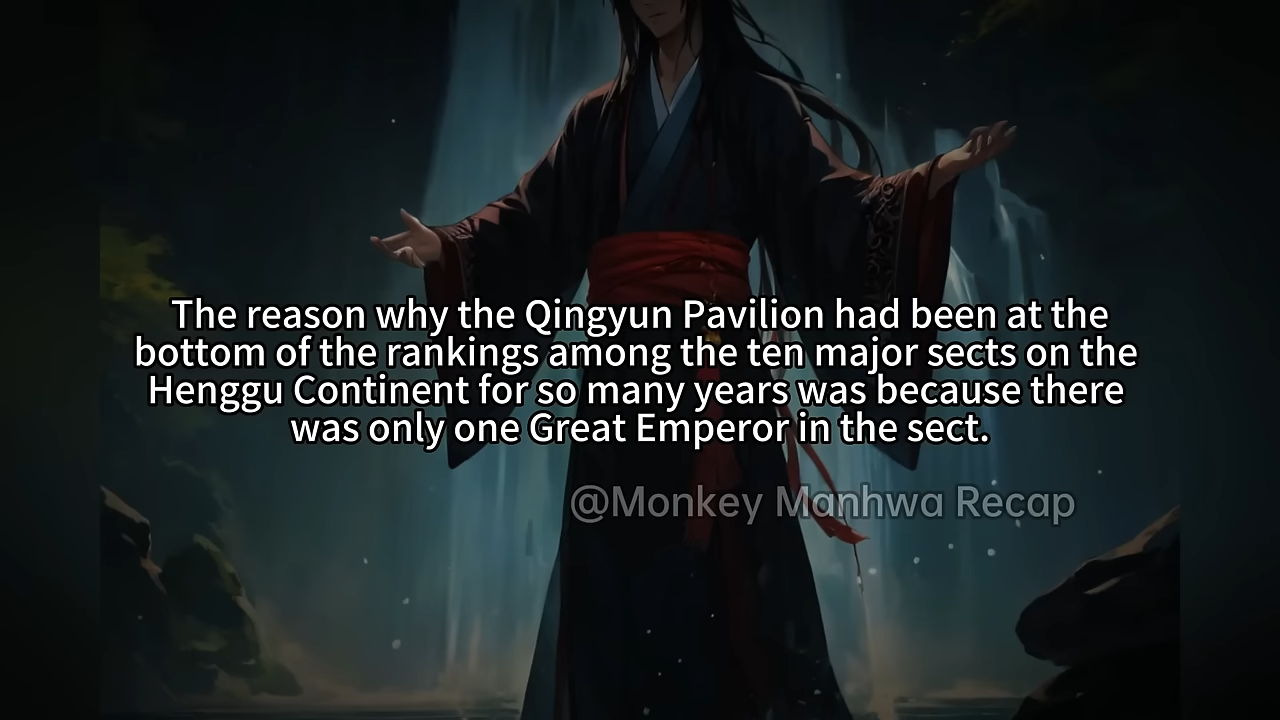 The reason why the Qingyun Pavilion had been at the
bottom of the rankings among the ten major sects on the
Henggu Continent for so many years was because there
was only one Great Emperor in the sect.
@Monkey Manhwa Recap